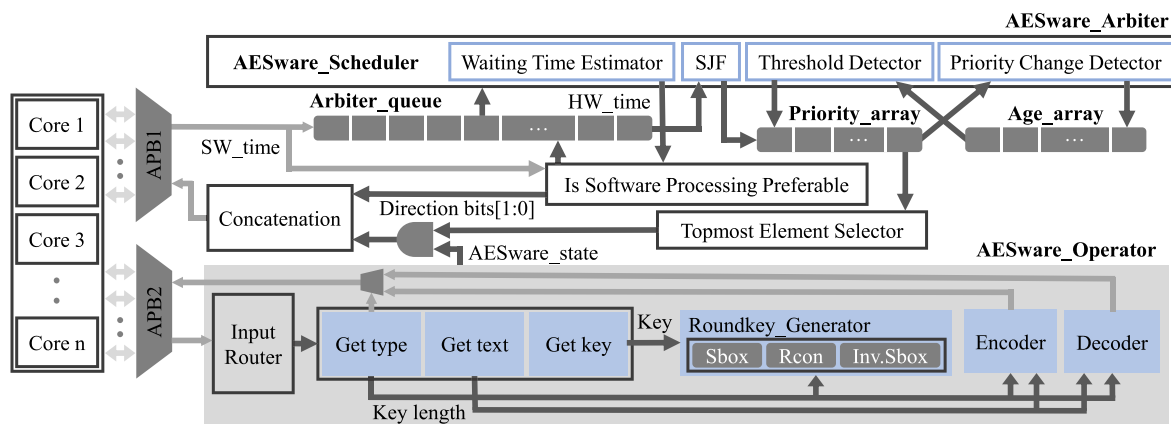 AESware_Arbiter
AESware_Scheduler
Waiting Time Estimator
SJF
Threshold Detector
Priority Change Detector
Arbiter_queue
HW_time
Priority_array
Age_array
Core 1
Core 2
Core 3
Core n
APB1
SW_time
...
...
...
Is Software Processing Preferable
Concatenation
Direction bits[1:0]
Topmost Element Selector
AESware_state
AESware_Operator
APB2
Input
Router
Get type
Get text
Get key
Key
Roundkey_Generator
Sbox
Rcon
Inv.Sbox
Encoder
Decoder
Key length